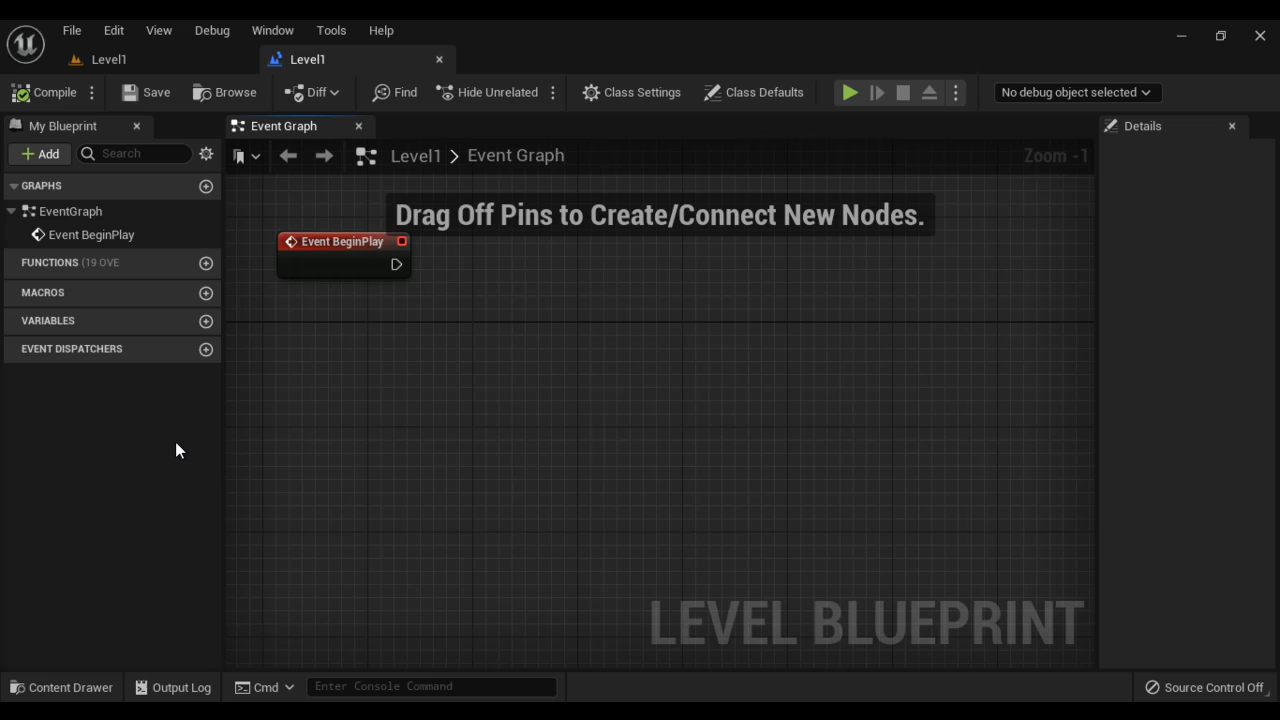 File Edit View Debug Window Tools Help
Level1 Level1
Compile Save Browse Diff Find Hide Unrelated Class Settings Class Defaults No debug object selected
My Blueprint Event Graph Details
+ Add Search Level1 > Event Graph Zoom -1
GRAPHS
EventGraph
Event BeginPlay
FUNCTIONS (19 OVE
MACROS
VARIABLES
EVENT DISPATCHERS
Drag Off Pins to Create/Connect New Nodes.
Event BeginPlay
LEVEL BLUEPRINT
Content Drawer Output Log Cmd Enter Console Command Source Control Off